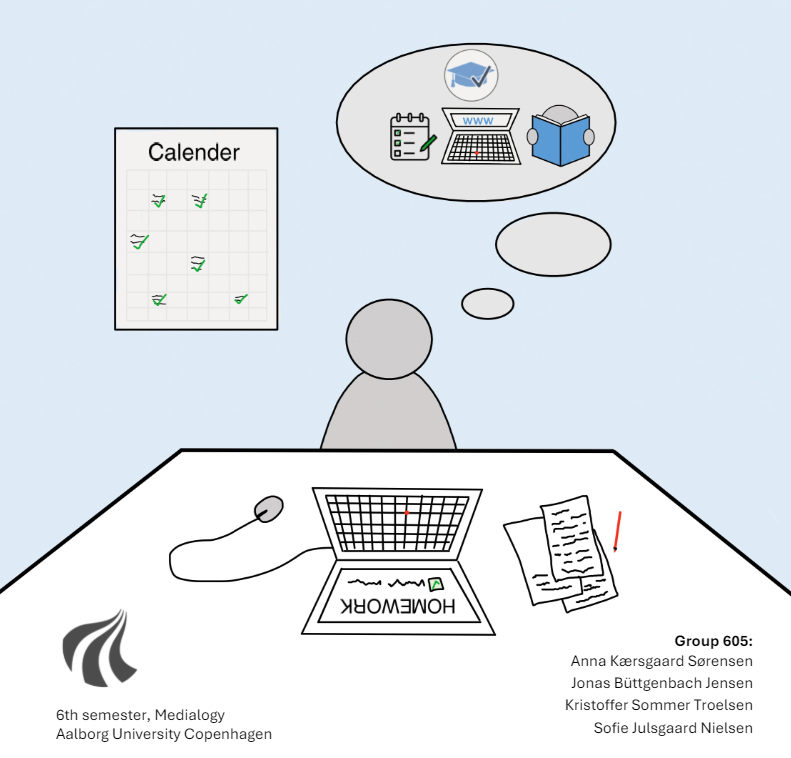 Calender
WWW
HOMEWORK
6th semester, Medialogy
Aalborg University Copenhagen
Group 605:
Anna Kærsgaard Sørensen
Jonas Büttgenbach Jensen
Kristoffer Sommer Troelsen
Sofie Julsgaard Nielsen